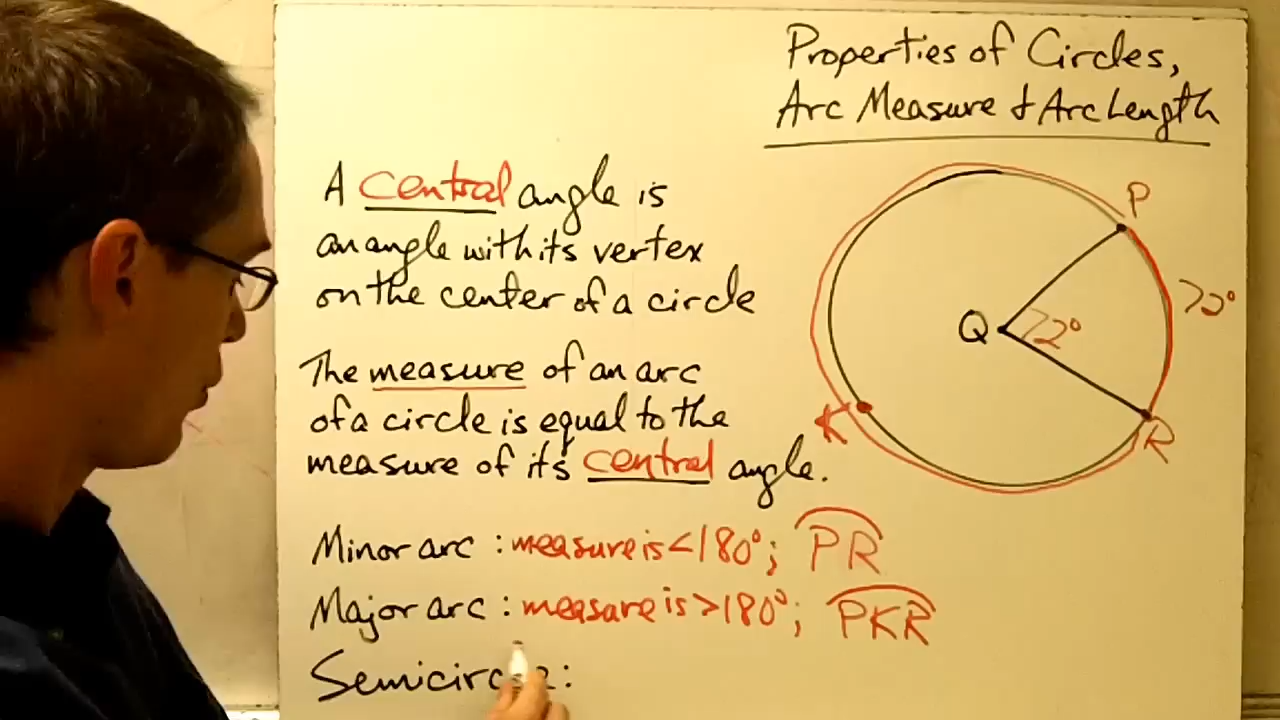 Properties of Circles,
Arc Measure & Arc Length
A central angle is
an angle with its vertex
on the center of a circle
The measure of an arc
of a circle is equal to the
measure of its central angle.
Minor arc : measure is < 180°; PR
Major arc : measure is > 180°; PKR
Semicircle:
P
72°
Q
72°
K
R